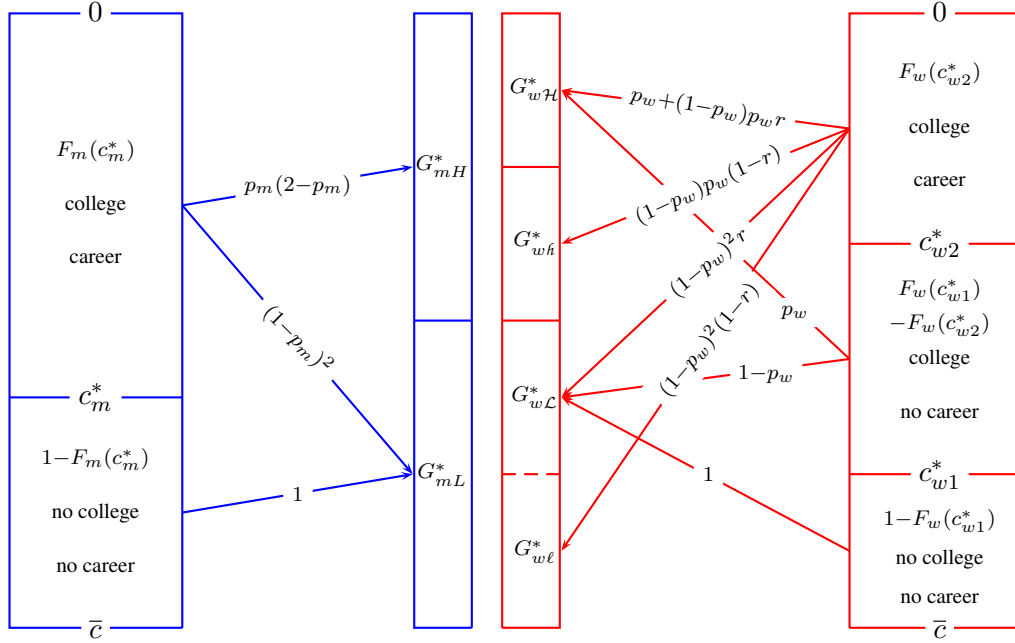 0
F_m(c*_m)
college
career
c*_m
1−F_m(c*_m)
no college
no career
c̅
p_m(2−p_m)
(1−p_m)²
1
G*_mH
G*_mL
G*_wℋ
G*_wh
G*_wℒ
G*_wℓ
p_w+(1−p_w)p_w r
(1−p_w)p_w(1−r)
(1−p_w)²r
(1−p_w)²(1−r)
p_w
1−p_w
1
0
F_w(c*_w2)
college
career
c*_w2
F_w(c*_w1)
−F_w(c*_w2)
college
no career
c*_w1
1−F_w(c*_w1)
no college
no career
c̅